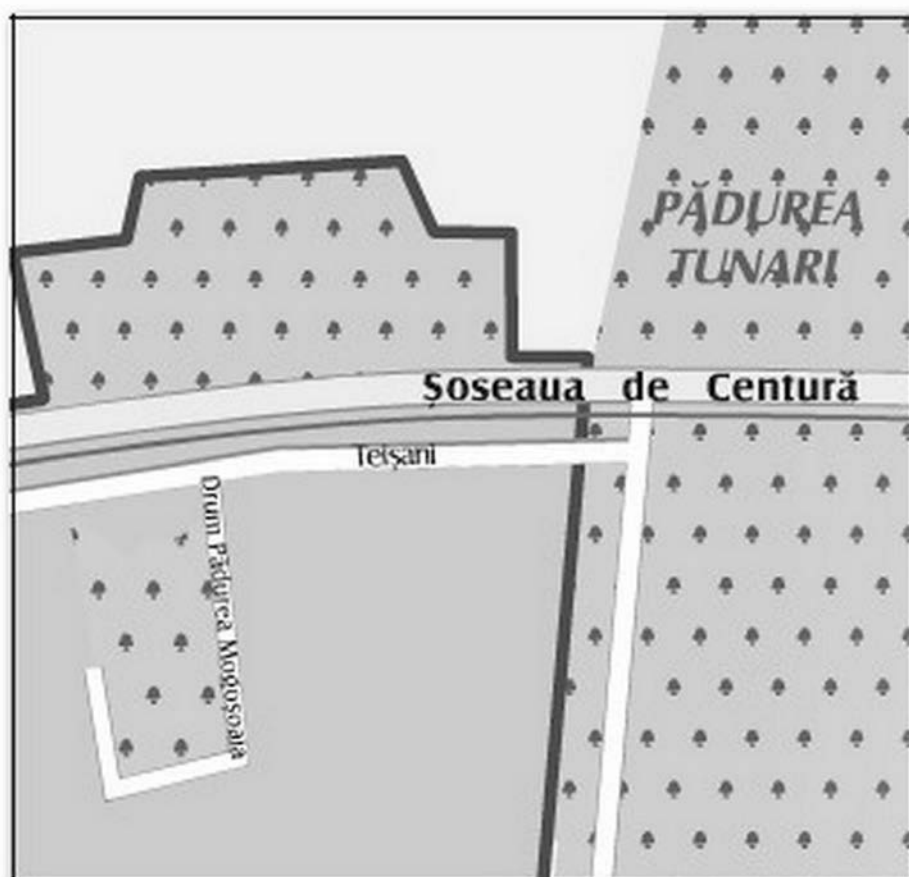 PĂDUREA
TUNARI
Șoseaua de Centură
Teișani
Drum Pădurea Mogoșoaia